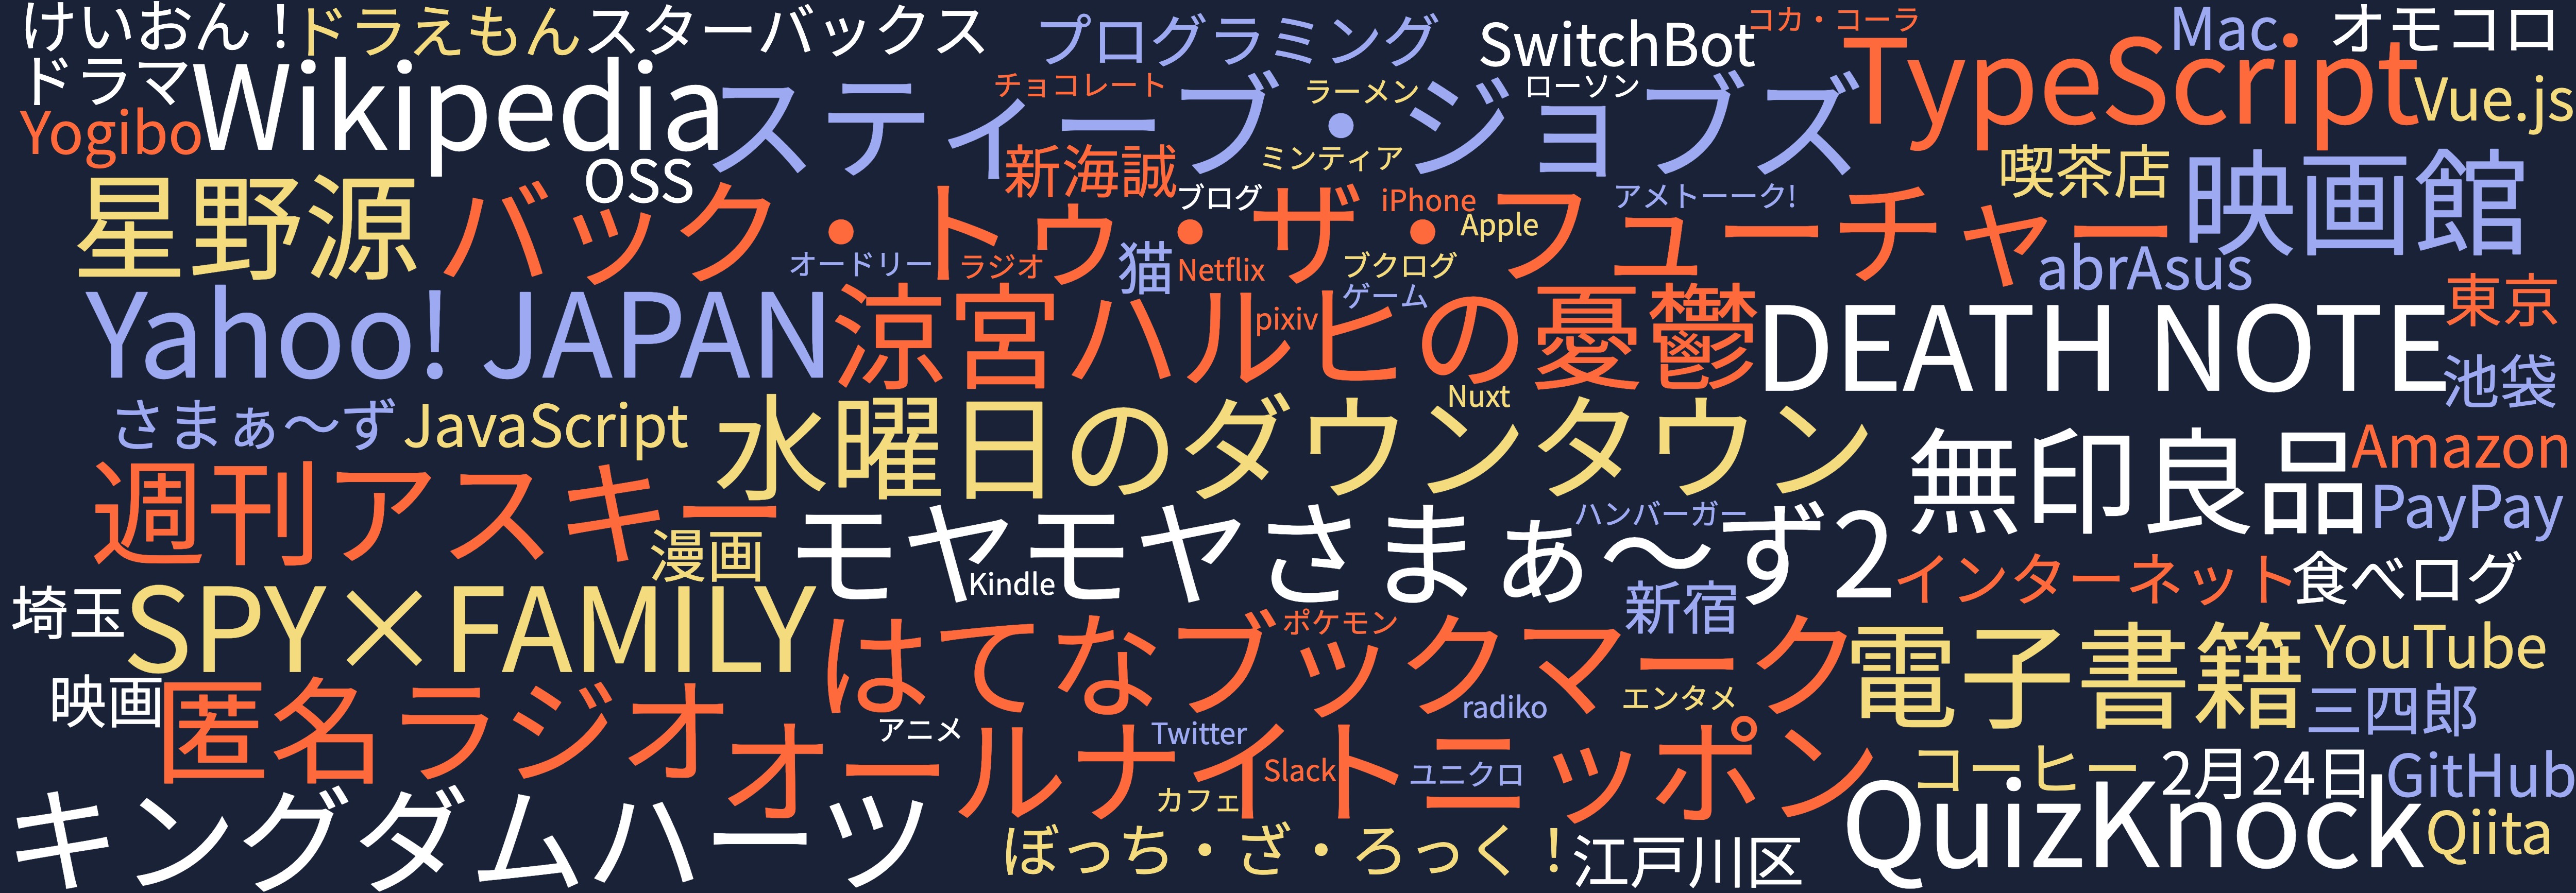 けいおん！
ドラえもん
スターバックス
プログラミング
SwitchBot
コカ・コーラ
Mac
オモコロ
ドラマ
Wikipedia
スティーブ・ジョブズ
チョコレート
ラーメン
ローソン
TypeScript
Vue.js
Yogibo
OSS
新海誠
ミンティア
喫茶店
映画館
星野源
バック・トゥ・ザ・フューチャー
ブログ
iPhone
Apple
アメトーーク!
オードリー
ラジオ
猫
Netflix
ブクログ
abrAsus
Yahoo! JAPAN
涼宮ハルヒの憂鬱
pixiv
ゲーム
DEATH NOTE
東京
池袋
さまぁ〜ず
JavaScript
水曜日のダウンタウン
Nuxt
無印良品
Amazon
週刊アスキー
漫画
モヤモヤさまぁ〜ず2
ハンバーガー
PayPay
Kindle
インターネット
食べログ
埼玉
SPY×FAMILY
はてなブックマーク
ポケモン
新宿
電子書籍
YouTube
映画
匿名ラジオ
エンタメ
radiko
三四郎
アニメ
Twitter
オールナイトニッポン
Slack
ユニクロ
カフェ
コーヒー
2月24日
GitHub
キングダムハーツ
ぼっち・ざ・ろっく！
江戸川区
QuizKnock
Qiita